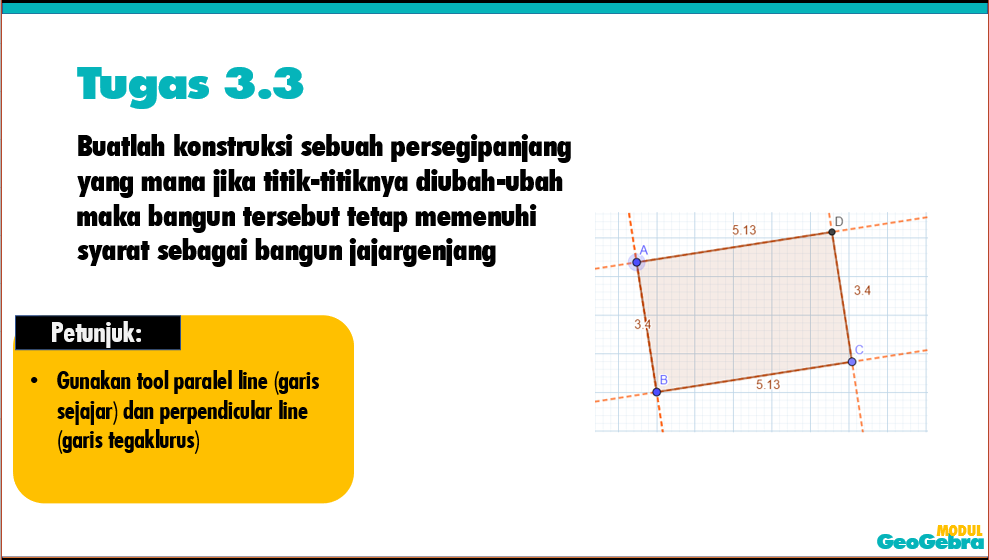 Tugas 3.3
Buatlah konstruksi sebuah persegipanjang
yang mana jika titik-titiknya diubah-ubah
maka bangun tersebut tetap memenuhi
syarat sebagai bangun jajargenjang
Petunjuk:
• Gunakan tool paralel line (garis
sejajar) dan perpendicular line
(garis tegaklurus)
D
5.13
A
3.4
3.4
C
B
5.13
MODUL
GeoGebra